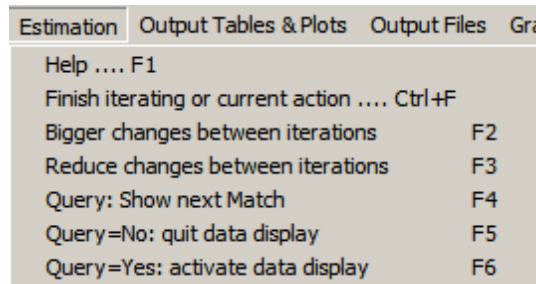 Estimation Output Tables & Plots Output Files Gra
Help .... F1
Finish iterating or current action .... Ctrl+F
Bigger changes between iterations F2
Reduce changes between iterations F3
Query: Show next Match F4
Query=No: quit data display F5
Query=Yes: activate data display F6